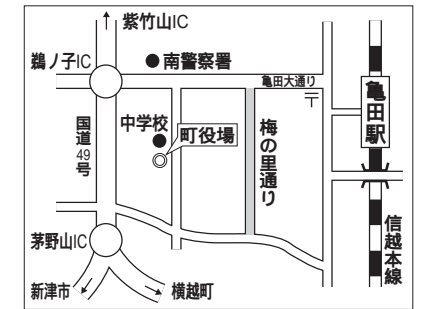 紫竹山IC
鵜ノ子IC
南警察署
亀田大通り
〒
亀田駅
国道49号
中学校
町役場
梅の里通り
茅野山IC
信越本線
新津市
横越町